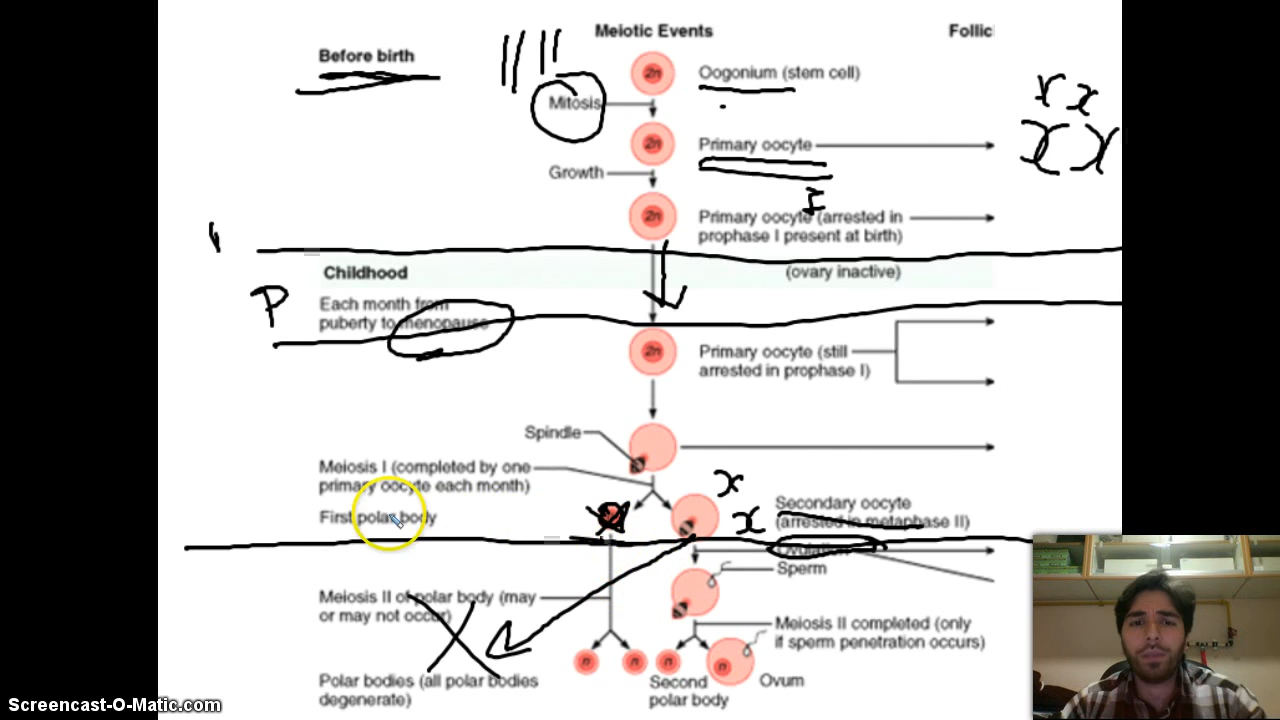 Meiotic Events
Follic
Before birth
2n
Oogonium (stem cell)
Mitosis
2n
Primary oocyte
Growth
2n
Primary oocyte (arrested in
prophase I present at birth)
I
x x
X X
Childhood
(ovary inactive)
P
Each month from
puberty to menopause
2n
Primary oocyte (still
arrested in prophase I)
Spindle
Meiosis I (completed by one
primary oocyte each month)
First polar body
x
x
Secondary oocyte
(arrested in metaphase II)
Ovulation
Sperm
Meiosis II of polar body (may
or may not occur)
Meiosis II completed (only
if sperm penetration occurs)
n n n n
Polar bodies (all polar bodies
degenerate)
Second
polar body
Ovum
Screencast-O-Matic.com